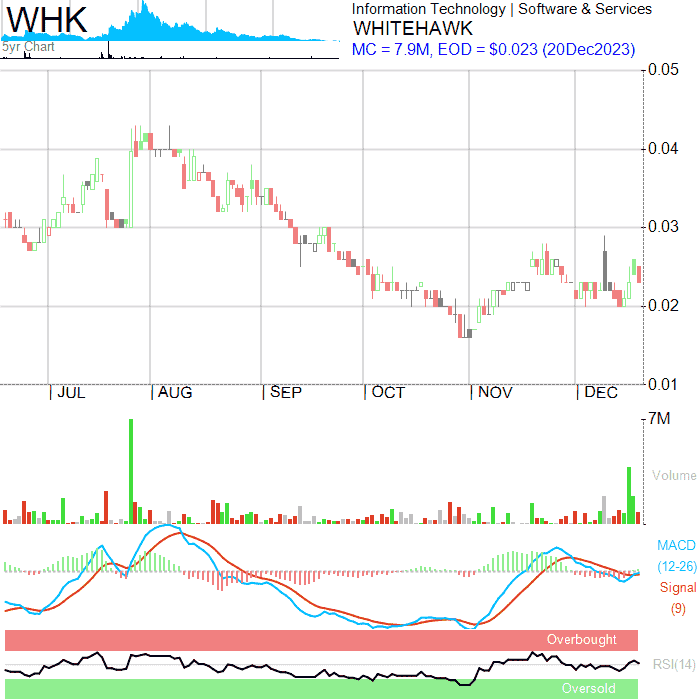 WHK
5yr Chart
Information Technology | Software & Services
WHITEHAWK
MC = 7.9M, EOD = $0.023 (20Dec2023)
0.05
0.04
0.03
0.02
0.01
JUL AUG SEP OCT NOV DEC
7M
Volume
MACD
(12-26)
Signal
(9)
Overbought
RSI(14)
Oversold